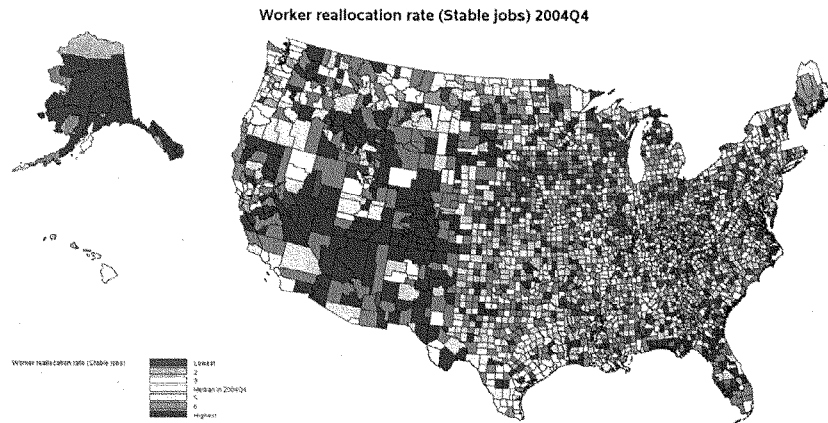 Worker reallocation rate (Stable jobs) 2004Q4
Worker reallocation rate (Stable jobs)
Lowest
2
3
Median in 2004Q4
5
6
Highest